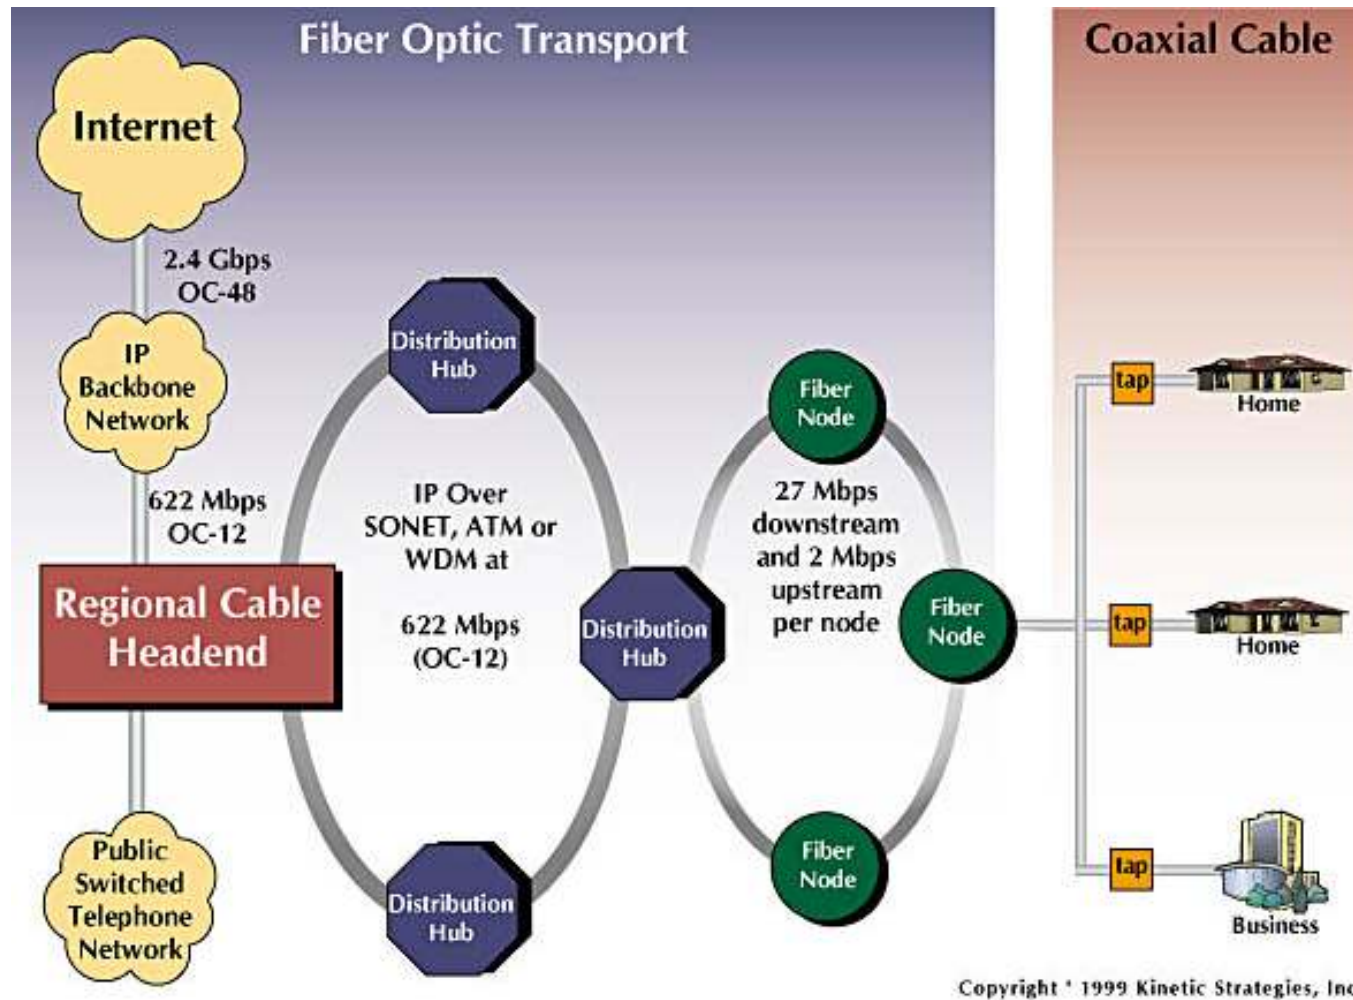 Fiber Optic Transport
Coaxial Cable
Internet
2.4 Gbps
OC-48
IP
Backbone
Network
622 Mbps
OC-12
Regional Cable
Headend
Public
Switched
Telephone
Network
Distribution
Hub
IP Over
SONET, ATM or
WDM at
622 Mbps
(OC-12)
Distribution
Hub
Distribution
Hub
Fiber
Node
27 Mbps
downstream
and 2 Mbps
upstream
per node
Fiber
Node
Fiber
Node
tap
Home
tap
Home
tap
Business
Copyright ' 1999 Kinetic Strategies, Inc